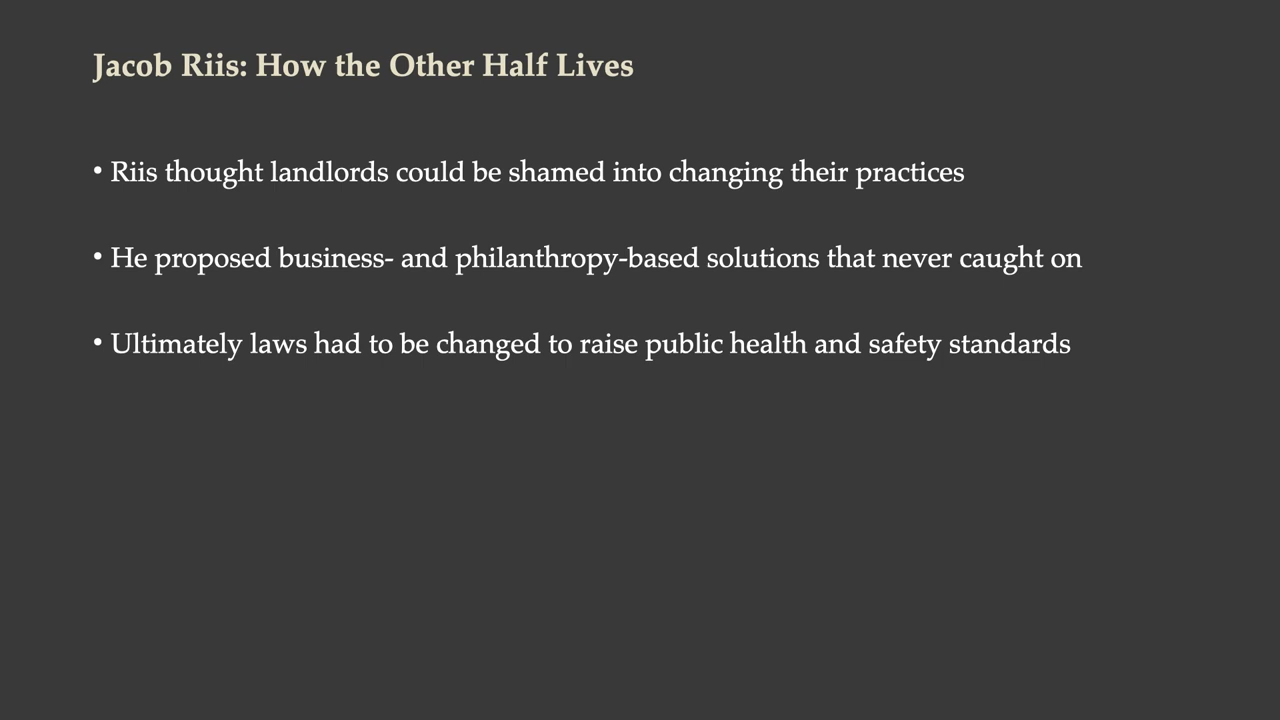 Jacob Riis: How the Other Half Lives
• Riis thought landlords could be shamed into changing their practices
• He proposed business- and philanthropy-based solutions that never caught on
• Ultimately laws had to be changed to raise public health and safety standards